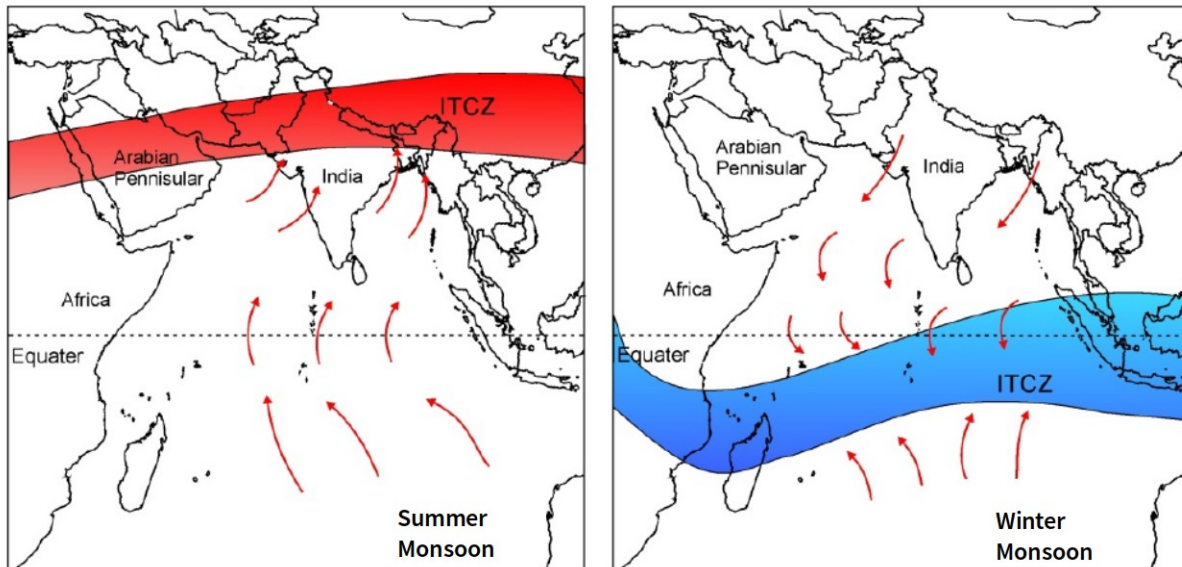 ITCZ
Arabian
Pennisular
India
Africa
Equater
Summer
Monsoon
Arabian
Pennisular
India
Africa
Equater
ITCZ
Winter
Monsoon